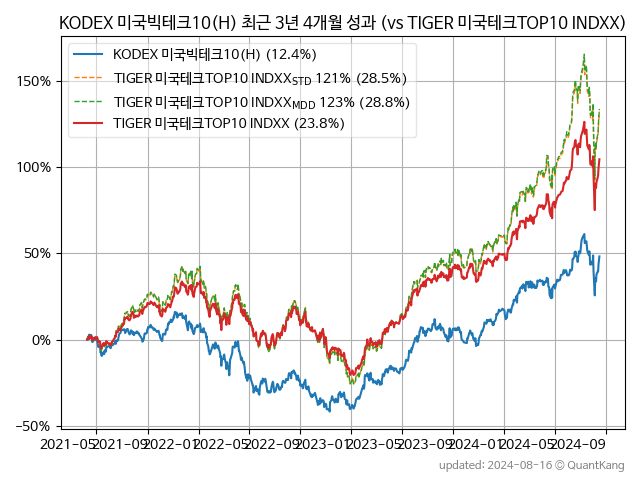 KODEX 미국빅테크10(H) 최근 3년 4개월 성과 (vs TIGER 미국테크TOP10 INDXX)
KODEX 미국빅테크10(H) (12.4%)
TIGER 미국테크TOP10 INDXX_STD 121% (28.5%)
TIGER 미국테크TOP10 INDXX_MDD 123% (28.8%)
TIGER 미국테크TOP10 INDXX (23.8%)
150%
100%
50%
0%
−50%
2021-05 2021-09 2022-01 2022-05 2022-09 2023-01 2023-05 2023-09 2024-01 2024-05 2024-09
updated: 2024-08-16 © QuantKang